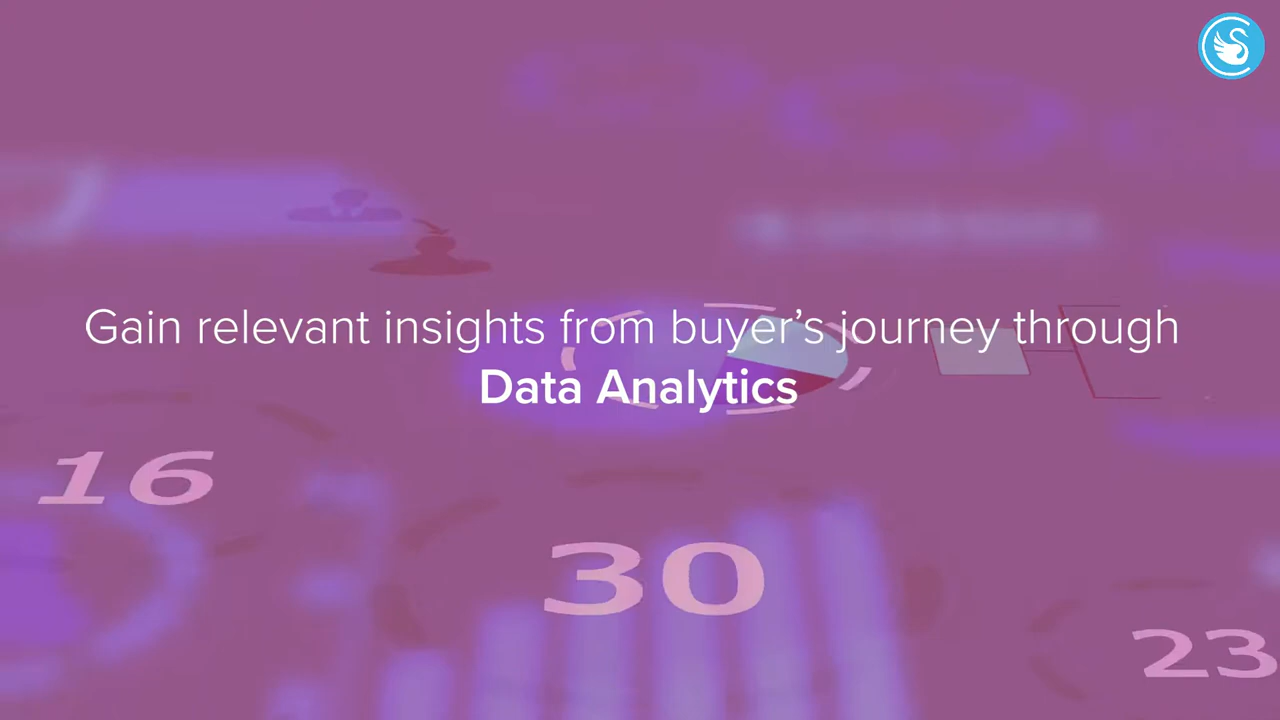 Gain relevant insights from buyer’s journey through
Data Analytics
16
30
23